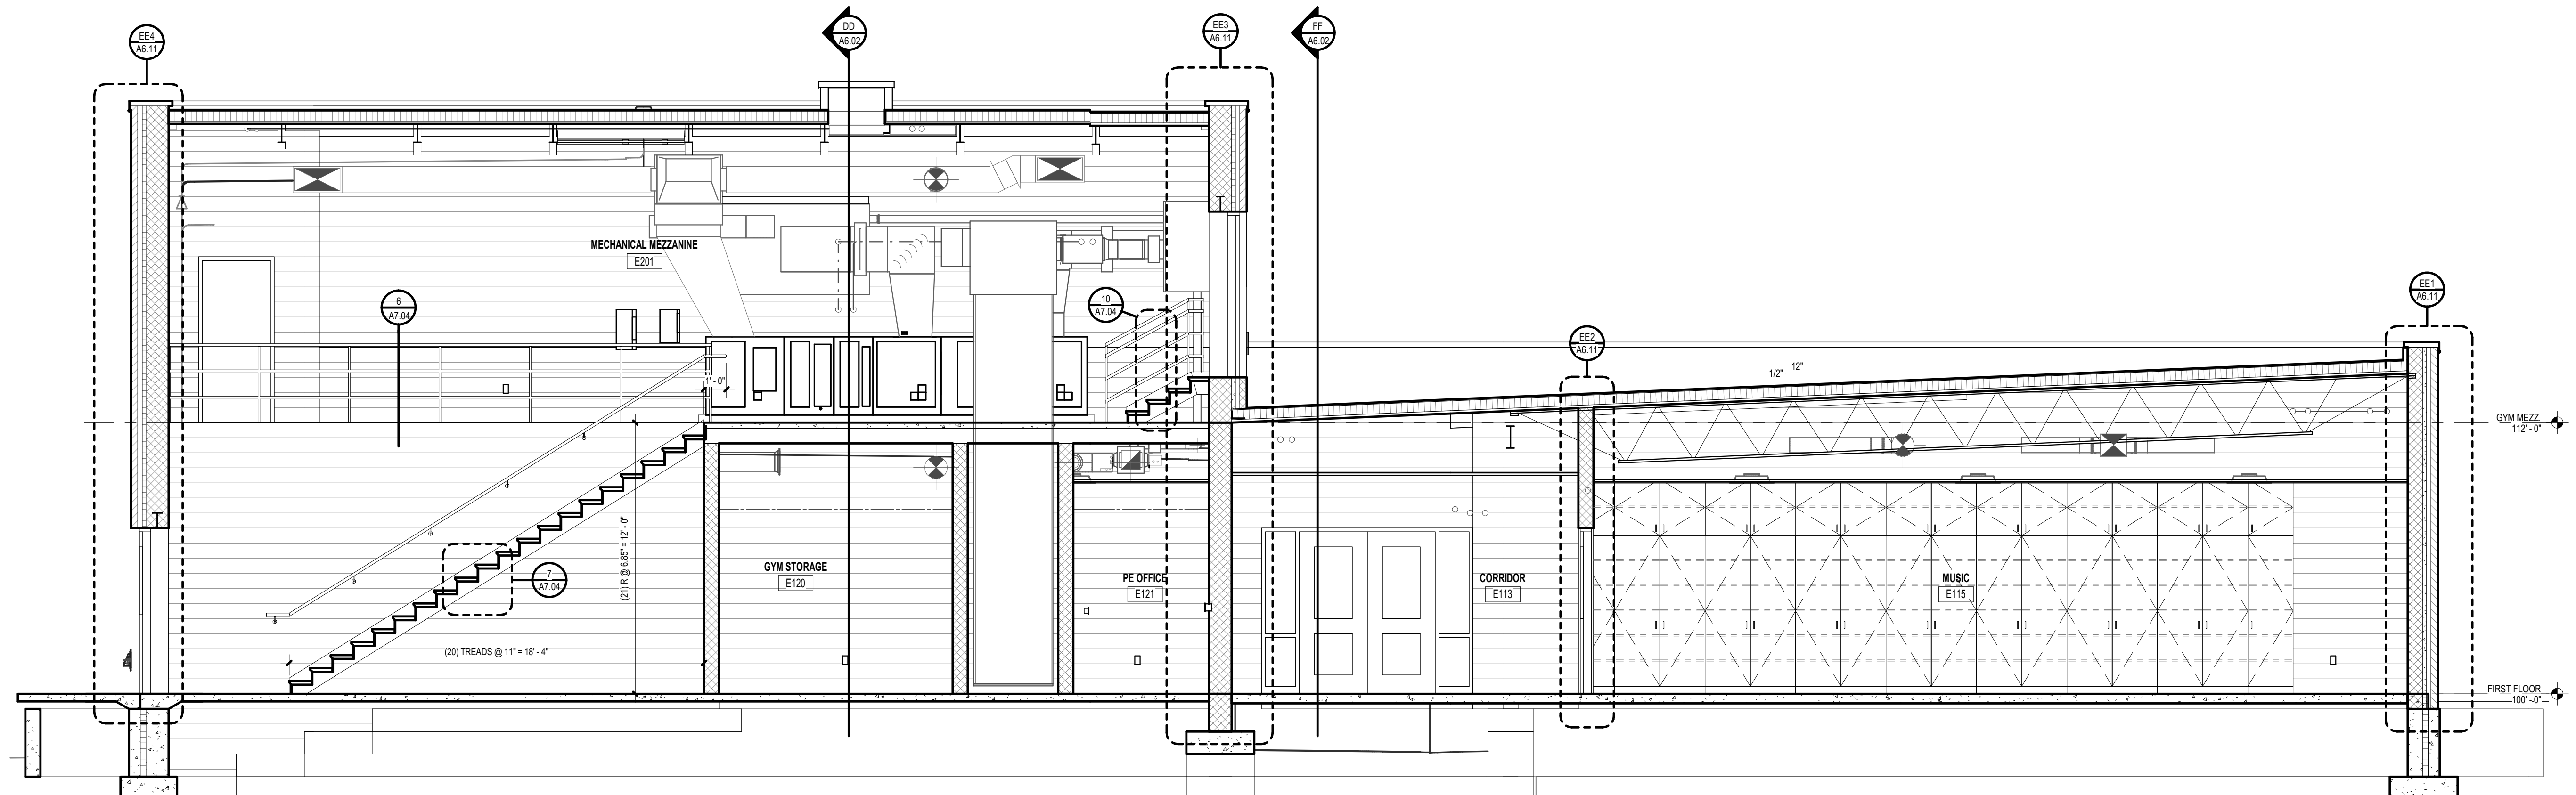 EE4
A6.11
DD
A6.02
EE3
A6.11
FF
A6.02
MECHANICAL MEZZANINE
E201
6
A7.04
10
A7.04
EE1
A6.11
EE2
A6.11
1' - 0"
1/2"
12"
GYM MEZZ.
112' - 0"
(21) R @ 6.85" = 12' - 0"
7
A7.04
GYM STORAGE
E120
PE OFFICE
E121
CORRIDOR
E113
MUSIC
E115
(20) TREADS @ 11" = 18' - 4"
FIRST FLOOR
100' - 0"